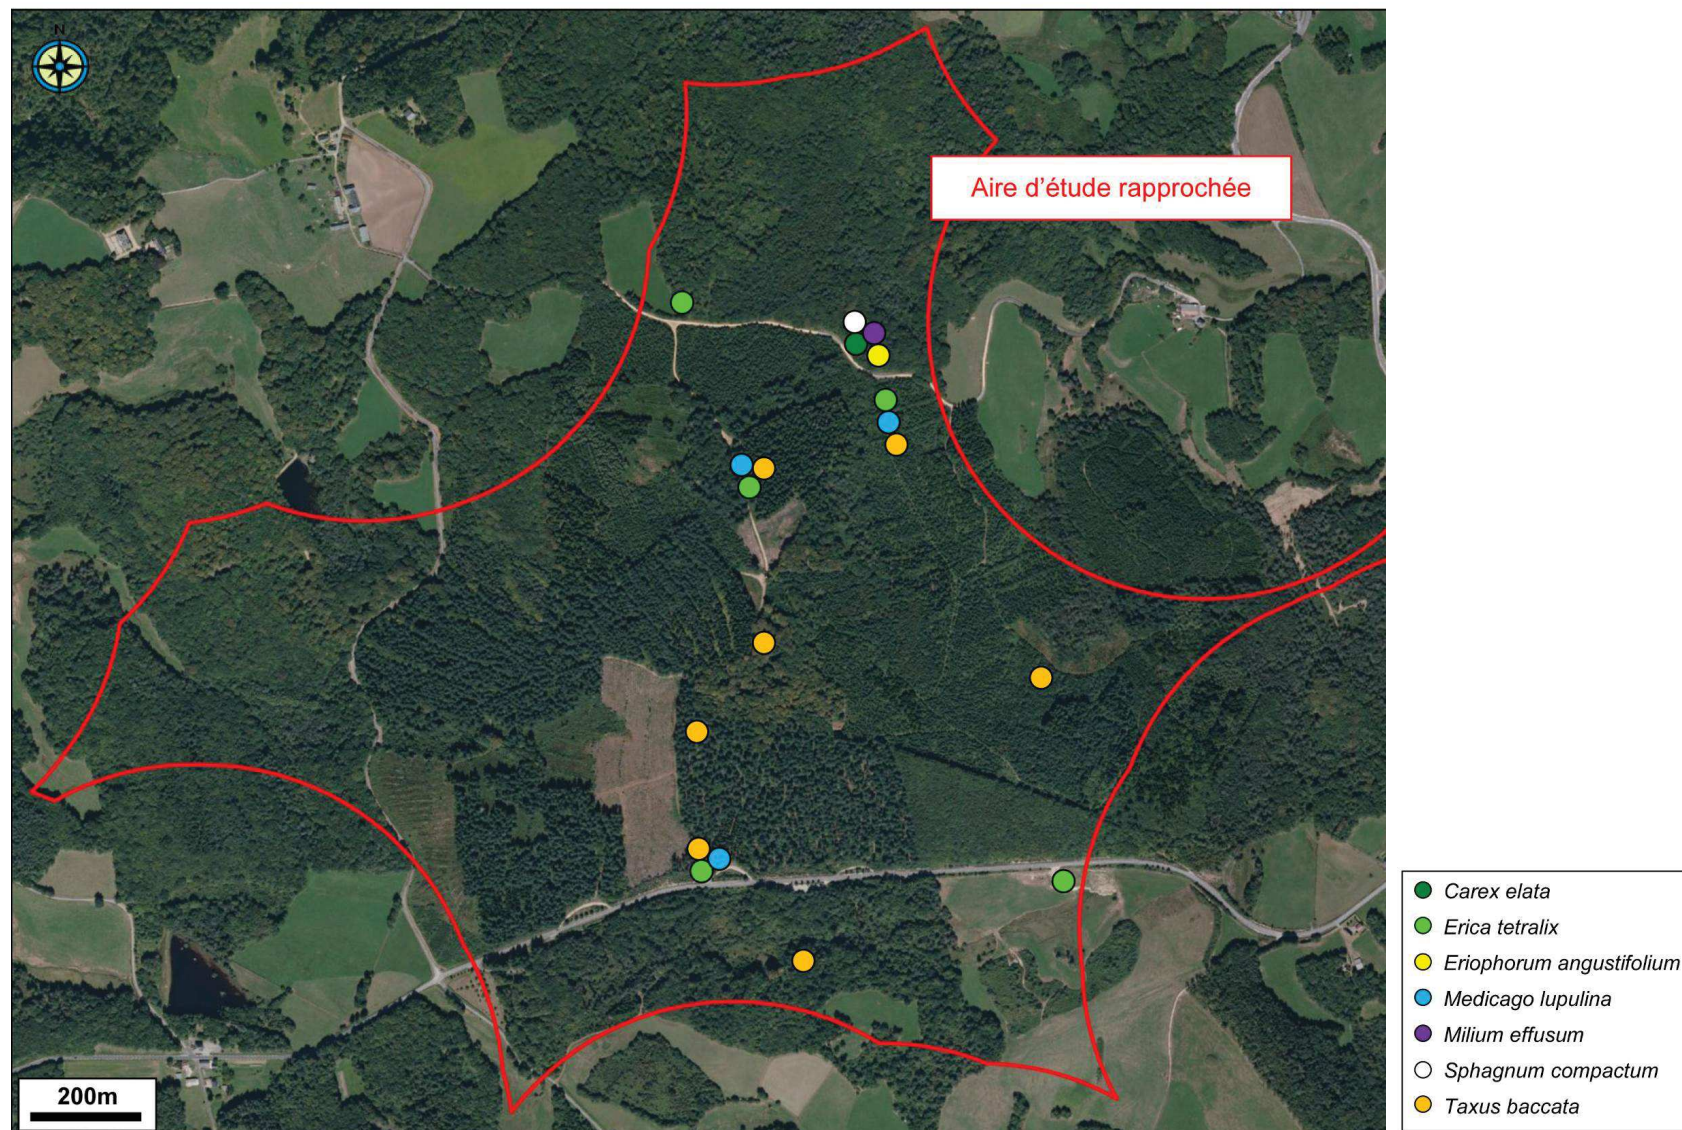 N
Aire d'étude rapprochée
Carex elata
Erica tetralix
Eriophorum angustifolium
Medicago lupulina
Milium effusum
Sphagnum compactum
Taxus baccata
200m